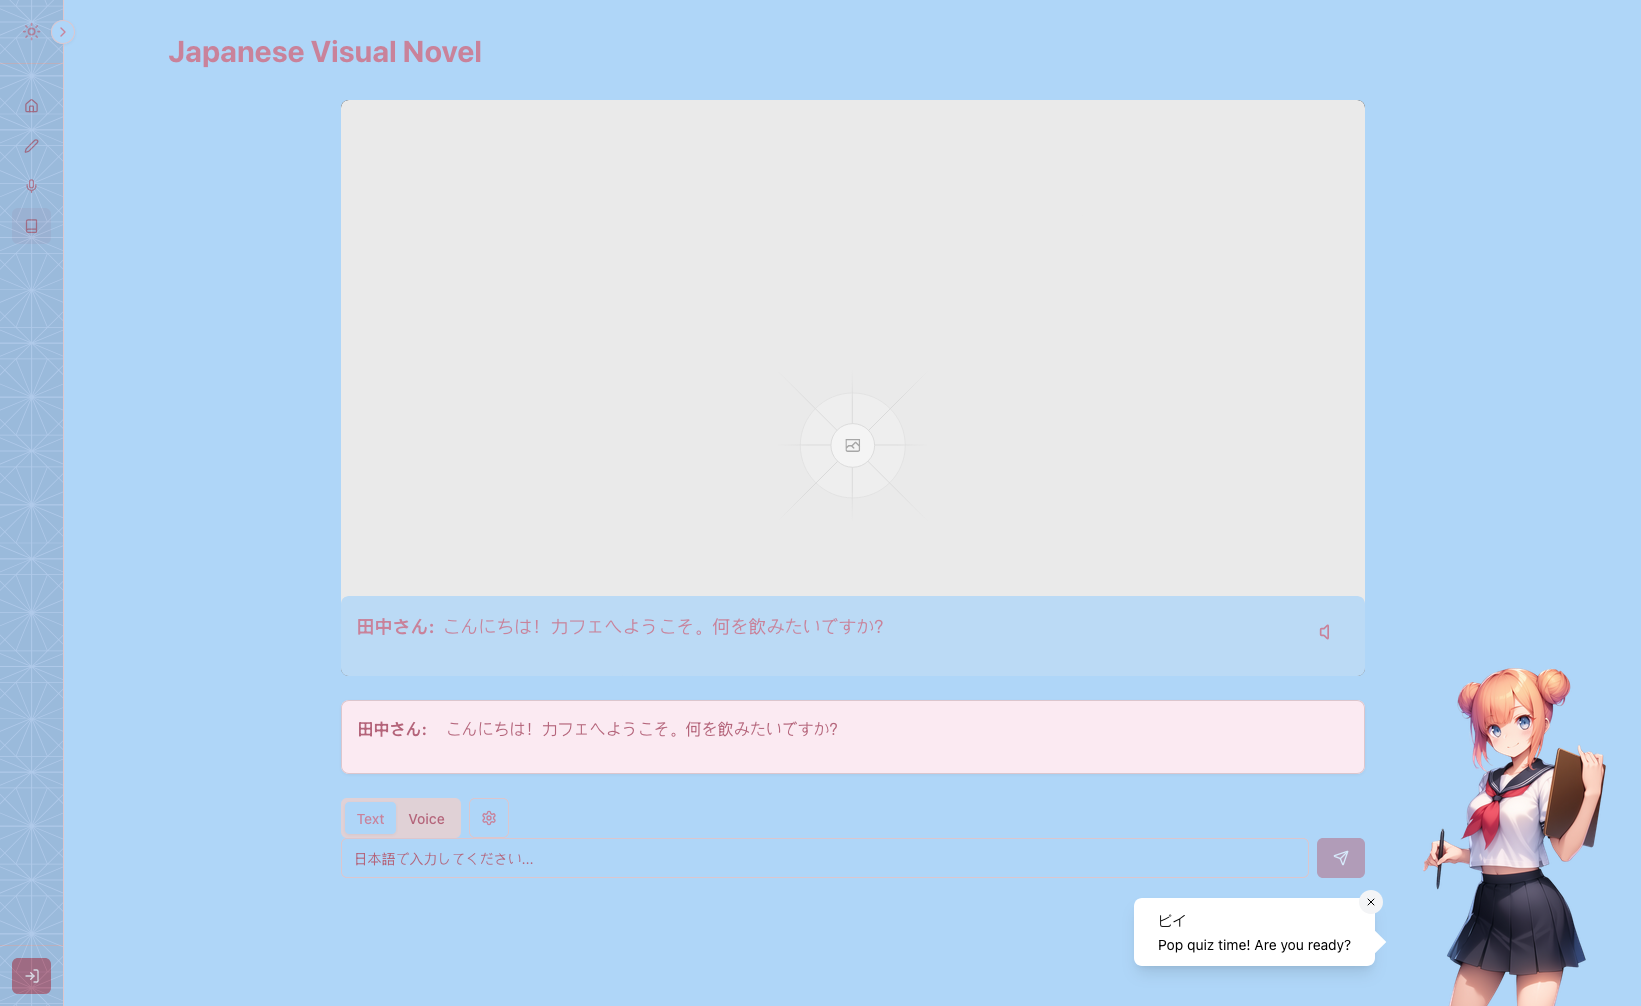 Japanese Visual Novel
田中さん: こんにちは！カフェへようこそ。何を飲みたいですか?
田中さん: こんにちは！カフェへようこそ。何を飲みたいですか?
Text Voice
日本語で入力してください...
ビイ
Pop quiz time! Are you ready?